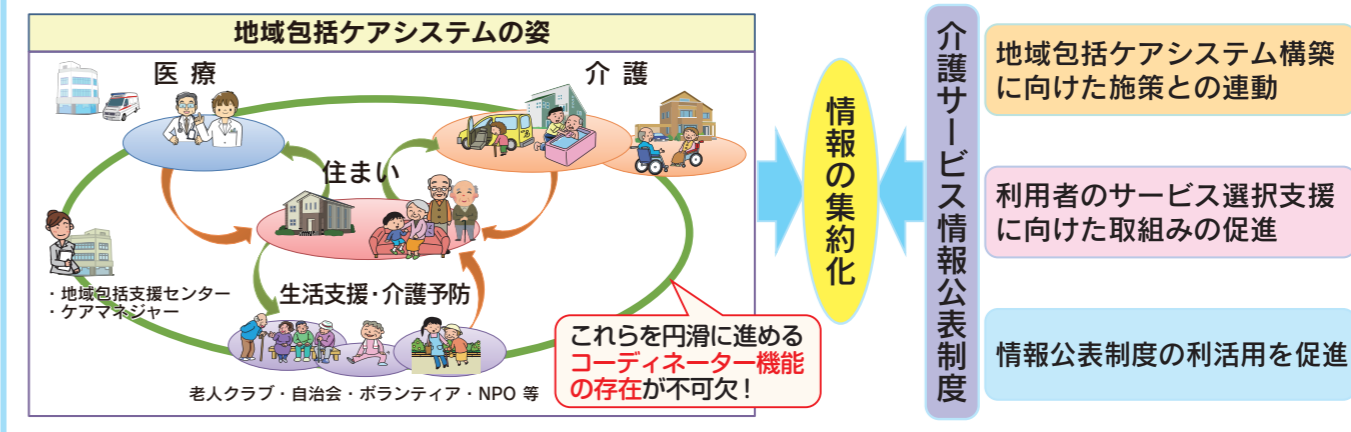 地域包括ケアシステムの姿
医 療
介 護
住まい
・地域包括支援センター
・ケアマネジャー
生活支援・介護予防
老人クラブ・自治会・ボランティア・NPO 等
これらを円滑に進める
コーディネーター機能
の存在が不可欠！
情報の集約化
介護サービス情報公表制度
地域包括ケアシステム構築
に向けた施策との連動
利用者のサービス選択支援
に向けた取組みの促進
情報公表制度の利活用を促進